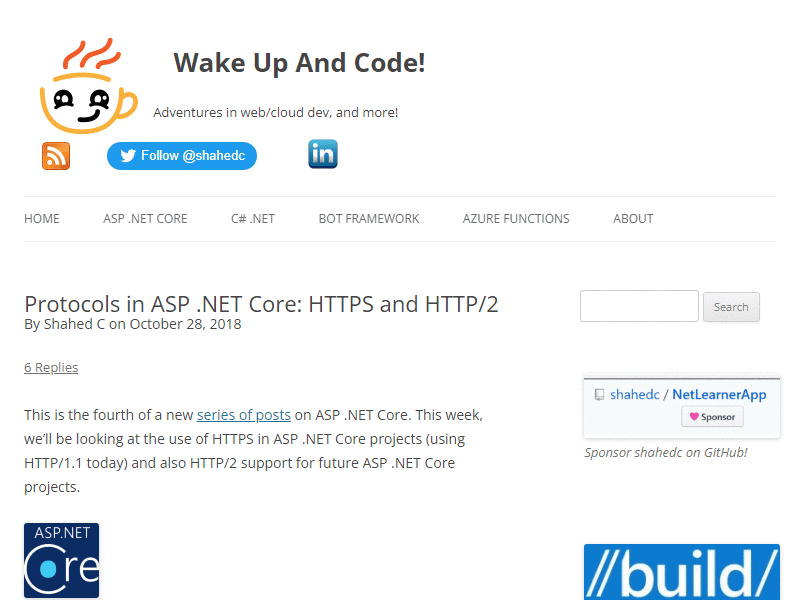 Wake Up And Code!
Adventures in web/cloud dev, and more!
Follow @shahedc
in
HOME ASP .NET CORE C# .NET BOT FRAMEWORK AZURE FUNCTIONS ABOUT
Protocols in ASP .NET Core: HTTPS and HTTP/2
By Shahed C on October 28, 2018
6 Replies
This is the fourth of a new series of posts on ASP .NET Core. This week,
we'll be looking at the use of HTTPS in ASP .NET Core projects (using
HTTP/1.1 today) and also HTTP/2 support for future ASP .NET Core
projects.
ASP.NET
Core
Search
shahedc / NetLearnerApp
Sponsor
Sponsor shahedc on GitHub!
//build/